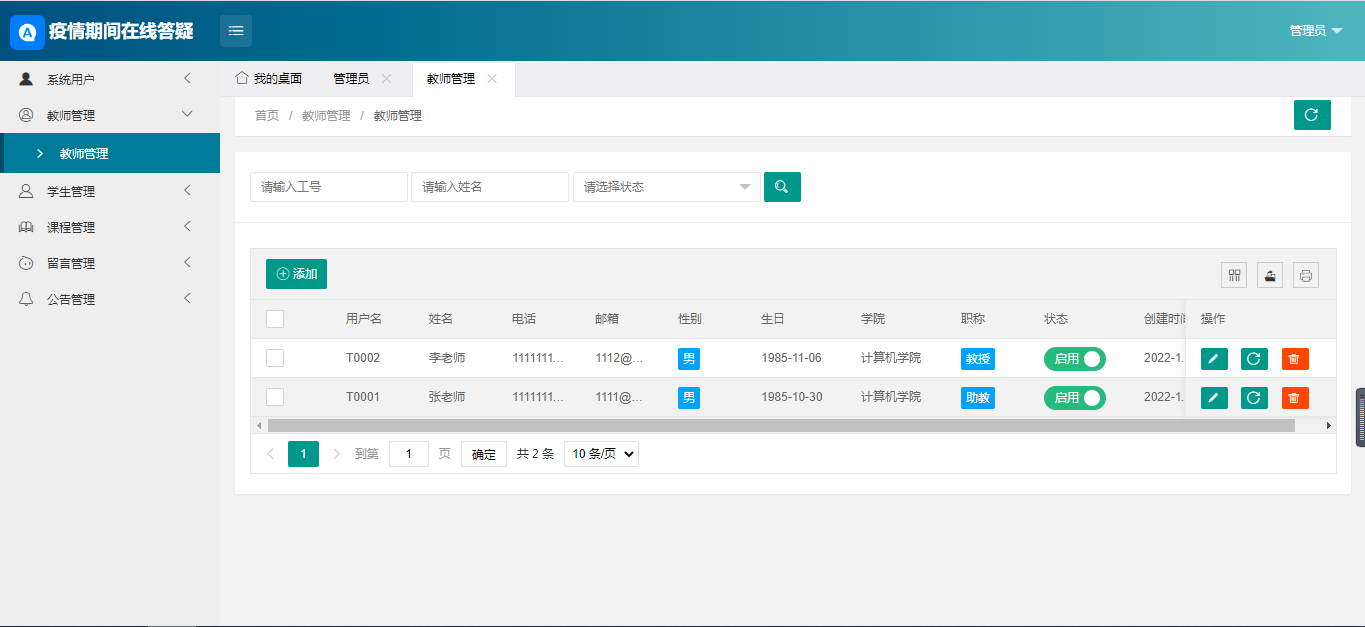 A 疫情期间在线答疑
管理员
系统用户
教师管理
教师管理
学生管理
课程管理
留言管理
公告管理
我的桌面 管理员 教师管理
首页 / 教师管理 / 教师管理
请输入工号 请输入姓名 请选择状态
添加
用户名 姓名 电话 邮箱 性别 生日 学院 职称 状态 创建时间 操作
T0002 李老师 1111111... 1112@... 男 1985-11-06 计算机学院 教授 启用 2022-1.
T0001 张老师 1111111... 1111@... 男 1985-10-30 计算机学院 助教 启用 2022-1.
1 到第 1 页 确定 共 2 条 10 条/页